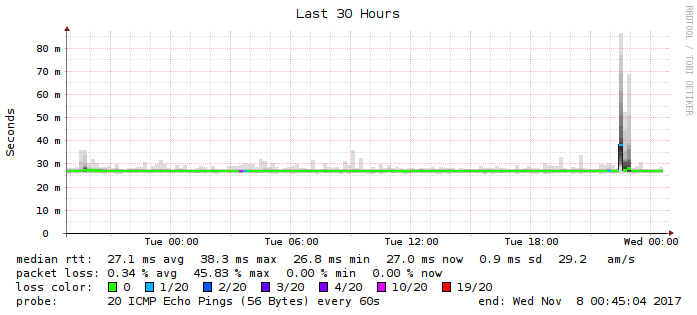 Last 30 Hours
RRDTOOL / TOBI OETIKER
Seconds
80 m
70 m
60 m
50 m
40 m
30 m
20 m
10 m
0
Tue 00:00 Tue 06:00 Tue 12:00 Tue 18:00 Wed 00:00
median rtt: 27.1 ms avg 38.3 ms max 26.8 ms min 27.0 ms now 0.9 ms sd 29.2 am/s
packet loss: 0.34 % avg 45.83 % max 0.00 % min 0.00 % now
loss color: 0 1/20 2/20 3/20 4/20 10/20 19/20
probe: 20 ICMP Echo Pings (56 Bytes) every 60s end: Wed Nov 8 00:45:04 2017